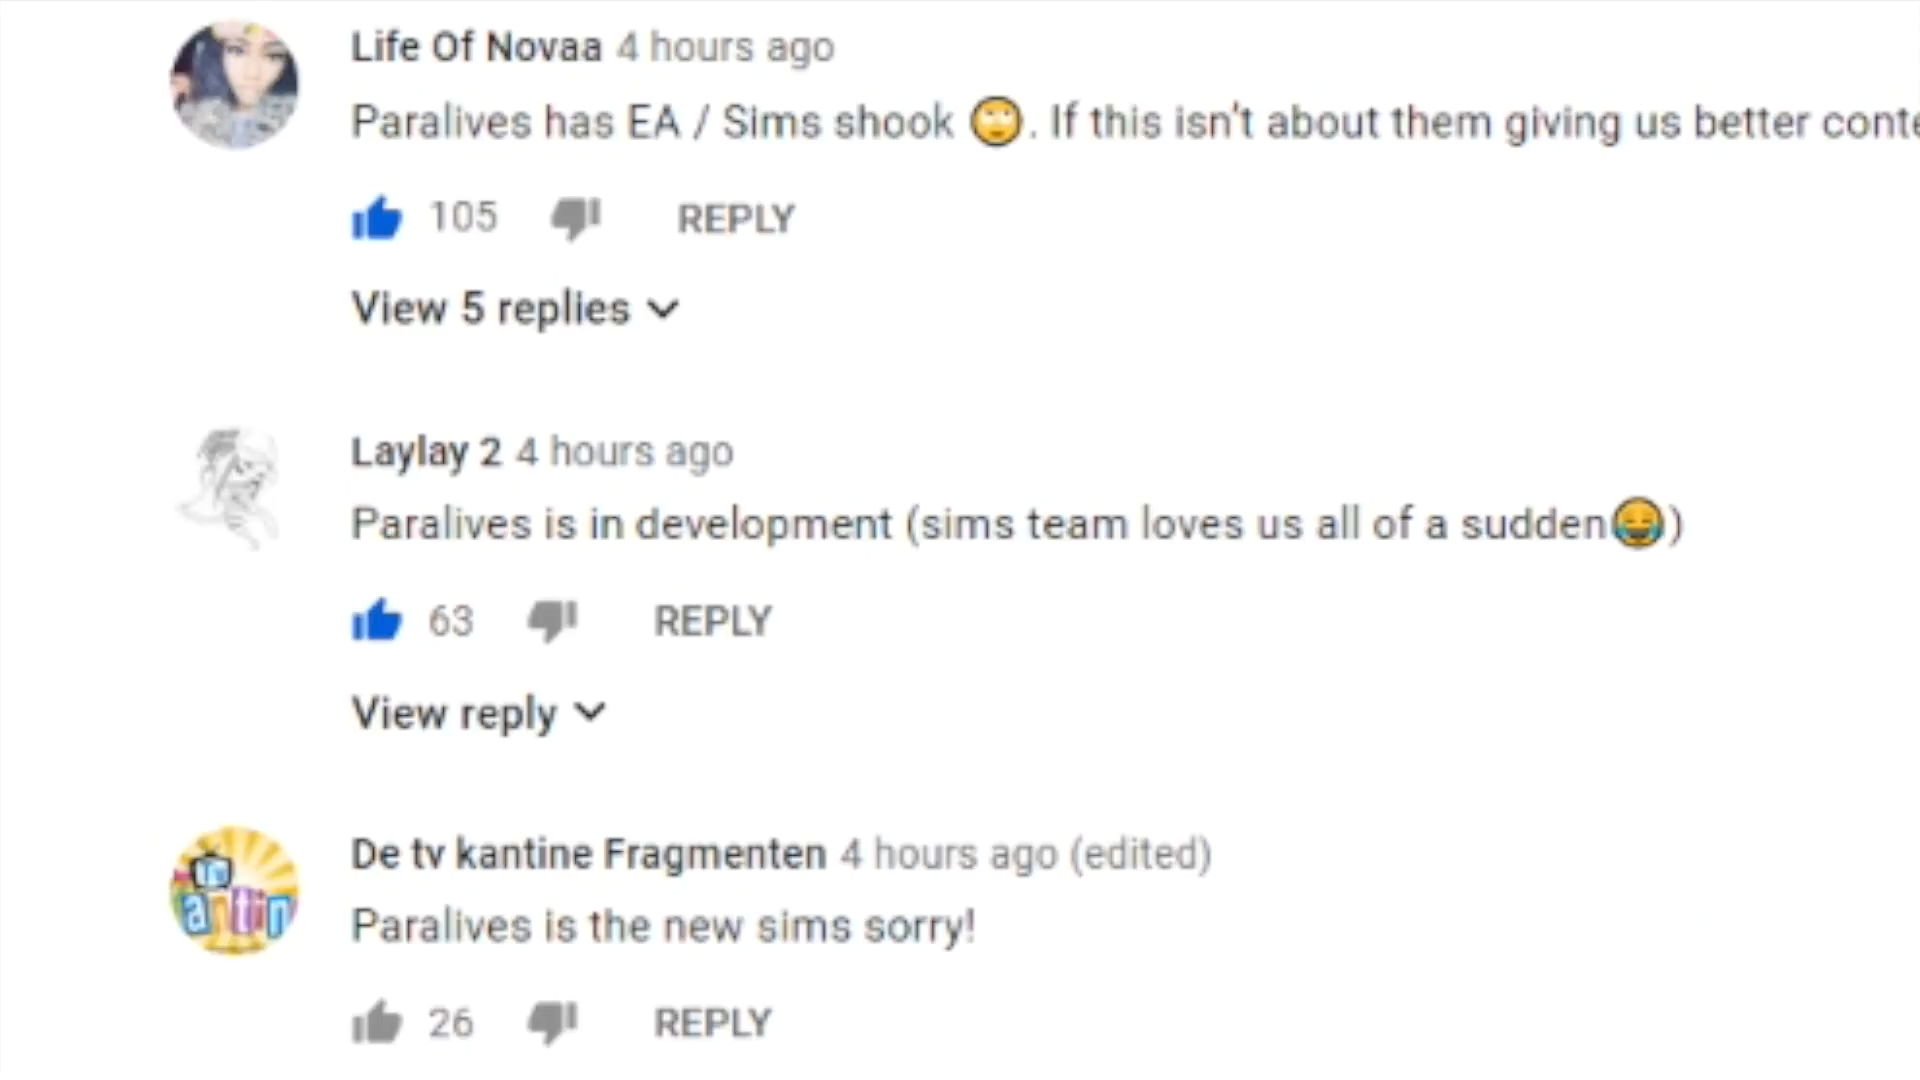 Life Of Novaa 4 hours ago
Paralives has EA / Sims shook 🙄. If this isn't about them giving us better conte
105 REPLY
View 5 replies
Laylay 2 4 hours ago
Paralives is in development (sims team loves us all of a sudden😂)
63 REPLY
View reply
De tv kantine Fragmenten 4 hours ago (edited)
tv
antin
Paralives is the new sims sorry!
26 REPLY